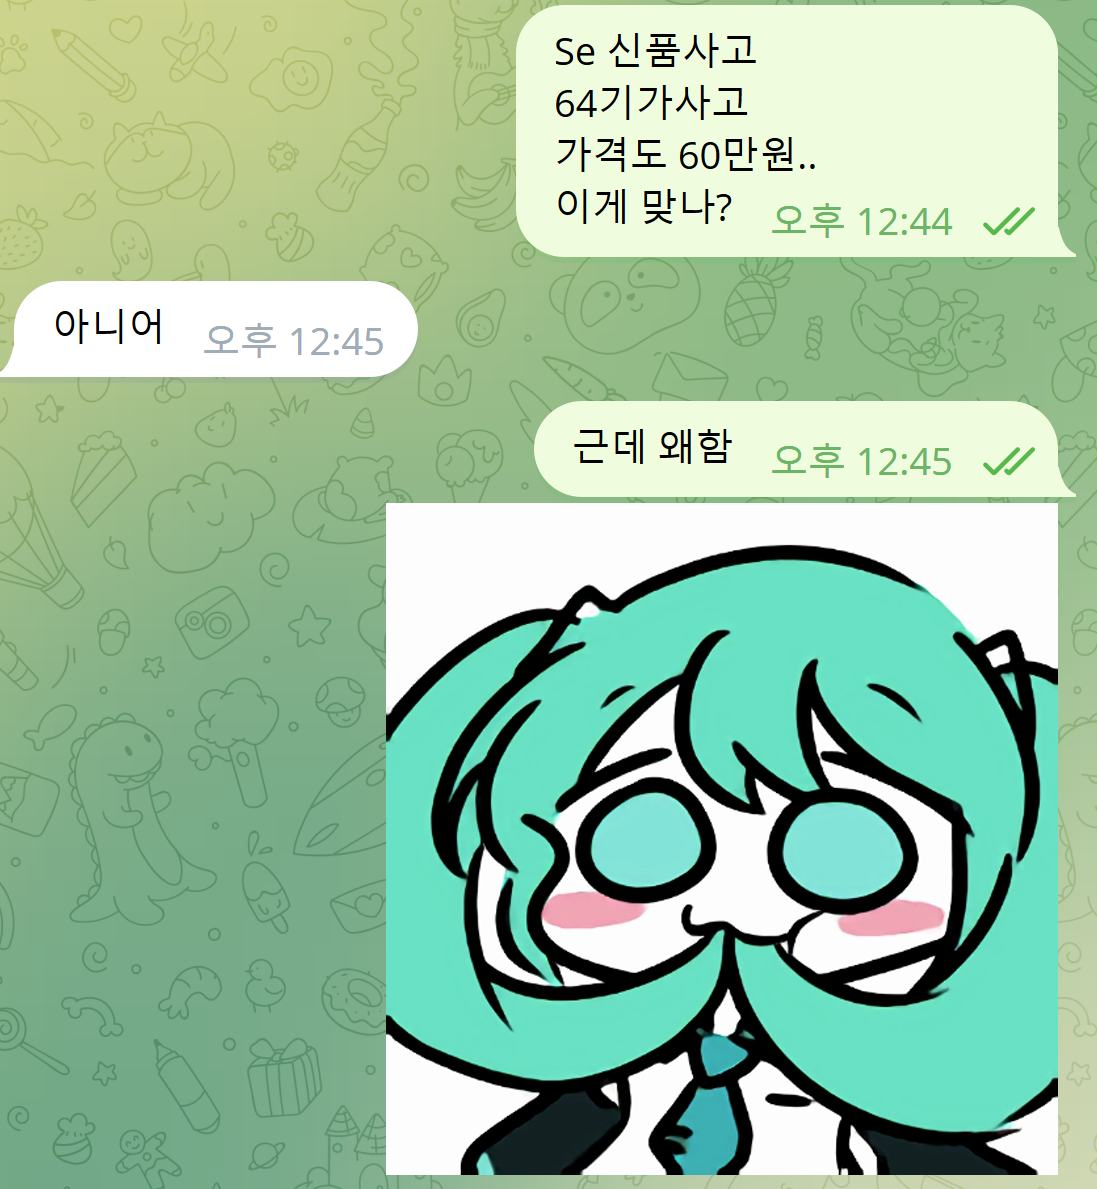 Se 신품사고
64기가사고
가격도 60만원..
이게 맞나?
오후 12:44
아니어
오후 12:45
근데 왜함
오후 12:45